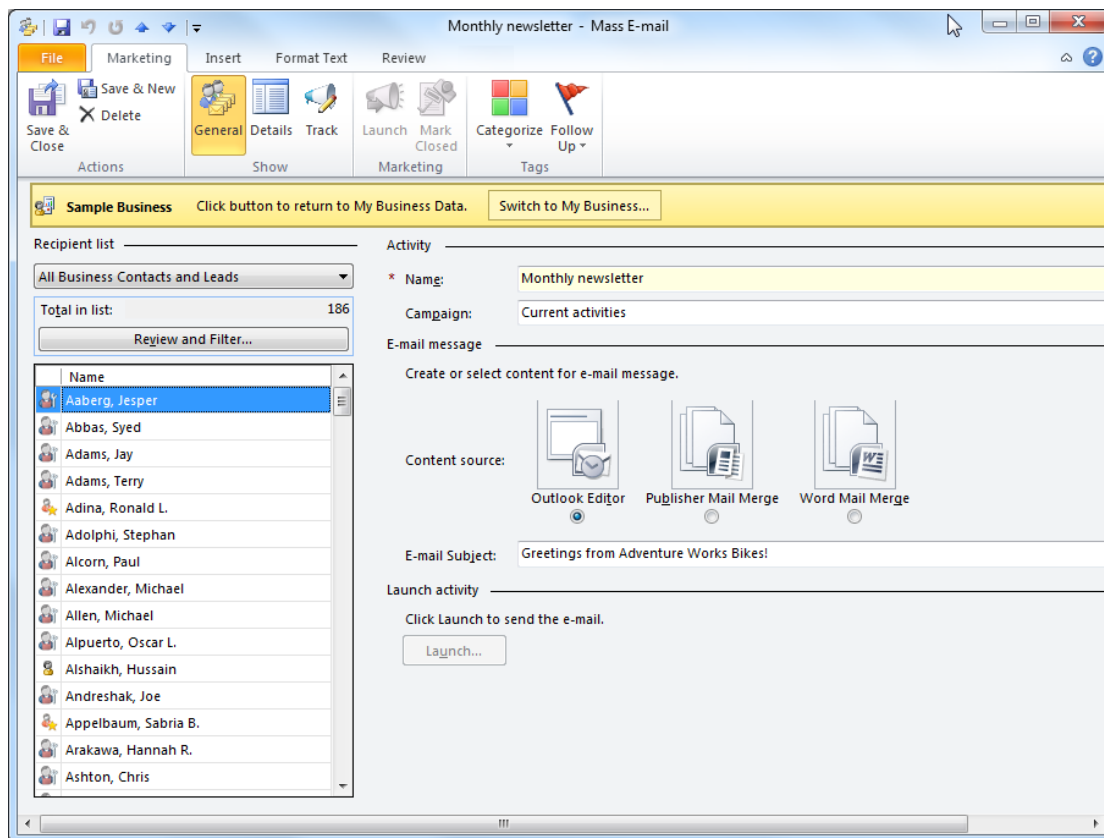 Monthly newsletter - Mass E-mail
File Marketing Insert Format Text Review
Save & Close
Save & New
Delete
General Details Track
Launch Mark Closed
Categorize Follow Up
Actions Show Marketing Tags
Sample Business Click button to return to My Business Data. Switch to My Business...
Recipient list
All Business Contacts and Leads
Total in list: 186
Review and Filter...
Name
Aaberg, Jesper
Abbas, Syed
Adams, Jay
Adams, Terry
Adina, Ronald L.
Adolphi, Stephan
Alcorn, Paul
Alexander, Michael
Allen, Michael
Alpuerto, Oscar L.
Alshaikh, Hussain
Andreshak, Joe
Appelbaum, Sabria B.
Arakawa, Hannah R.
Ashton, Chris
Activity
* Name: Monthly newsletter
Campaign: Current activities
E-mail message
Create or select content for e-mail message.
Content source:
Outlook Editor Publisher Mail Merge Word Mail Merge
E-mail Subject: Greetings from Adventure Works Bikes!
Launch activity
Click Launch to send the e-mail.
Launch...